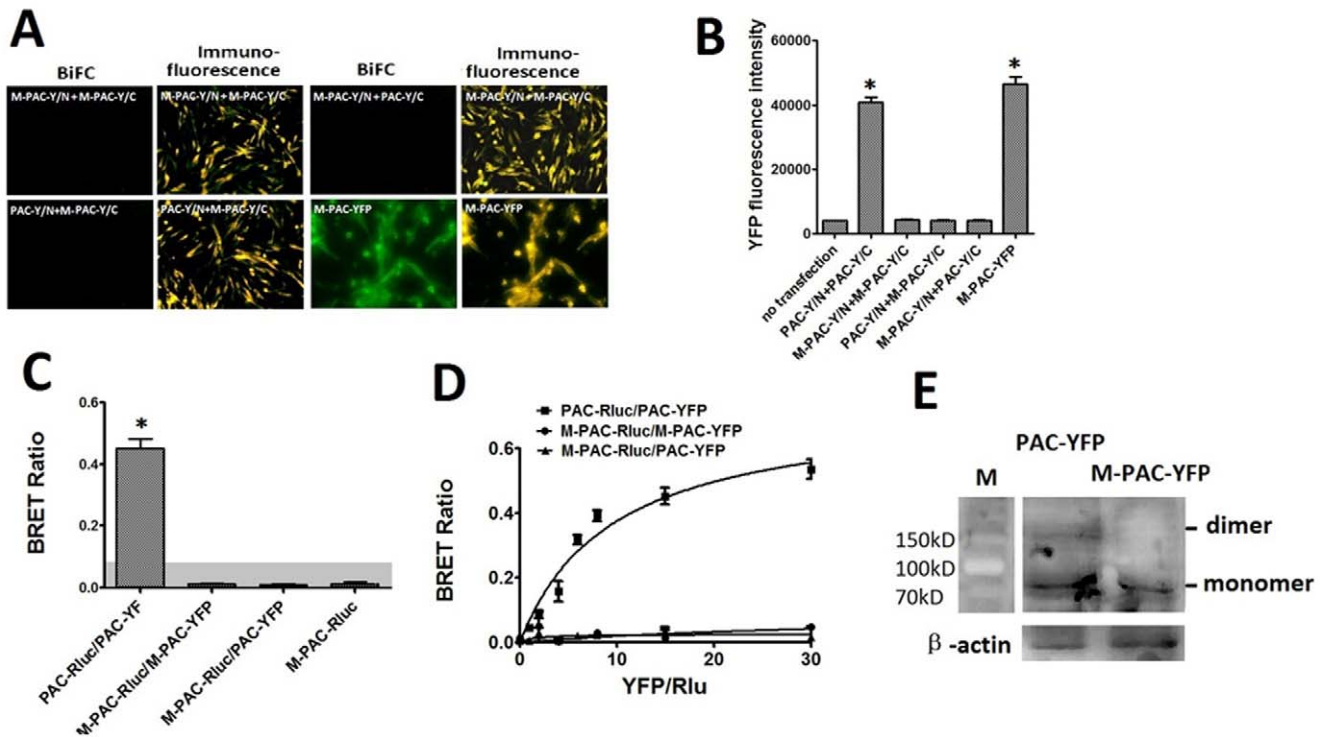 A
BiFC
Immuno-
fluorescence
BiFC
Immuno-
fluorescence
M-PAC-Y/N+M-PAC-Y/C
M-PAC-Y/N+M-PAC-Y/C
M-PAC-Y/N+PAC-Y/C
M-PAC-Y/N+M-PAC-Y/C
PAC-Y/N+M-PAC-Y/C
PAC-Y/N+M-PAC-Y/C
M-PAC-YFP
M-PAC-YFP
B
YFP fluorescence intensity
60000
40000
20000
0
*
*
no transfection
PAC-Y/N+PAC-Y/C
M-PAC-Y/N+M-PAC-Y/C
PAC-Y/N+M-PAC-Y/C
M-PAC-Y/N+PAC-Y/C
M-PAC-YFP
C
BRET Ratio
0.6
0.4
0.2
0.0
*
PAC-Rluc/PAC-YF
M-PAC-Rluc/M-PAC-YFP
M-PAC-Rluc/PAC-YFP
M-PAC-Rluc
D
PAC-Rluc/PAC-YFP
M-PAC-Rluc/M-PAC-YFP
M-PAC-Rluc/PAC-YFP
BRET Ratio
0.6
0.4
0.2
0.0
0 10 20 30
YFP/Rlu
E
PAC-YFP
M M-PAC-YFP
150kD
100kD
70kD
dimer
monomer
β -actin